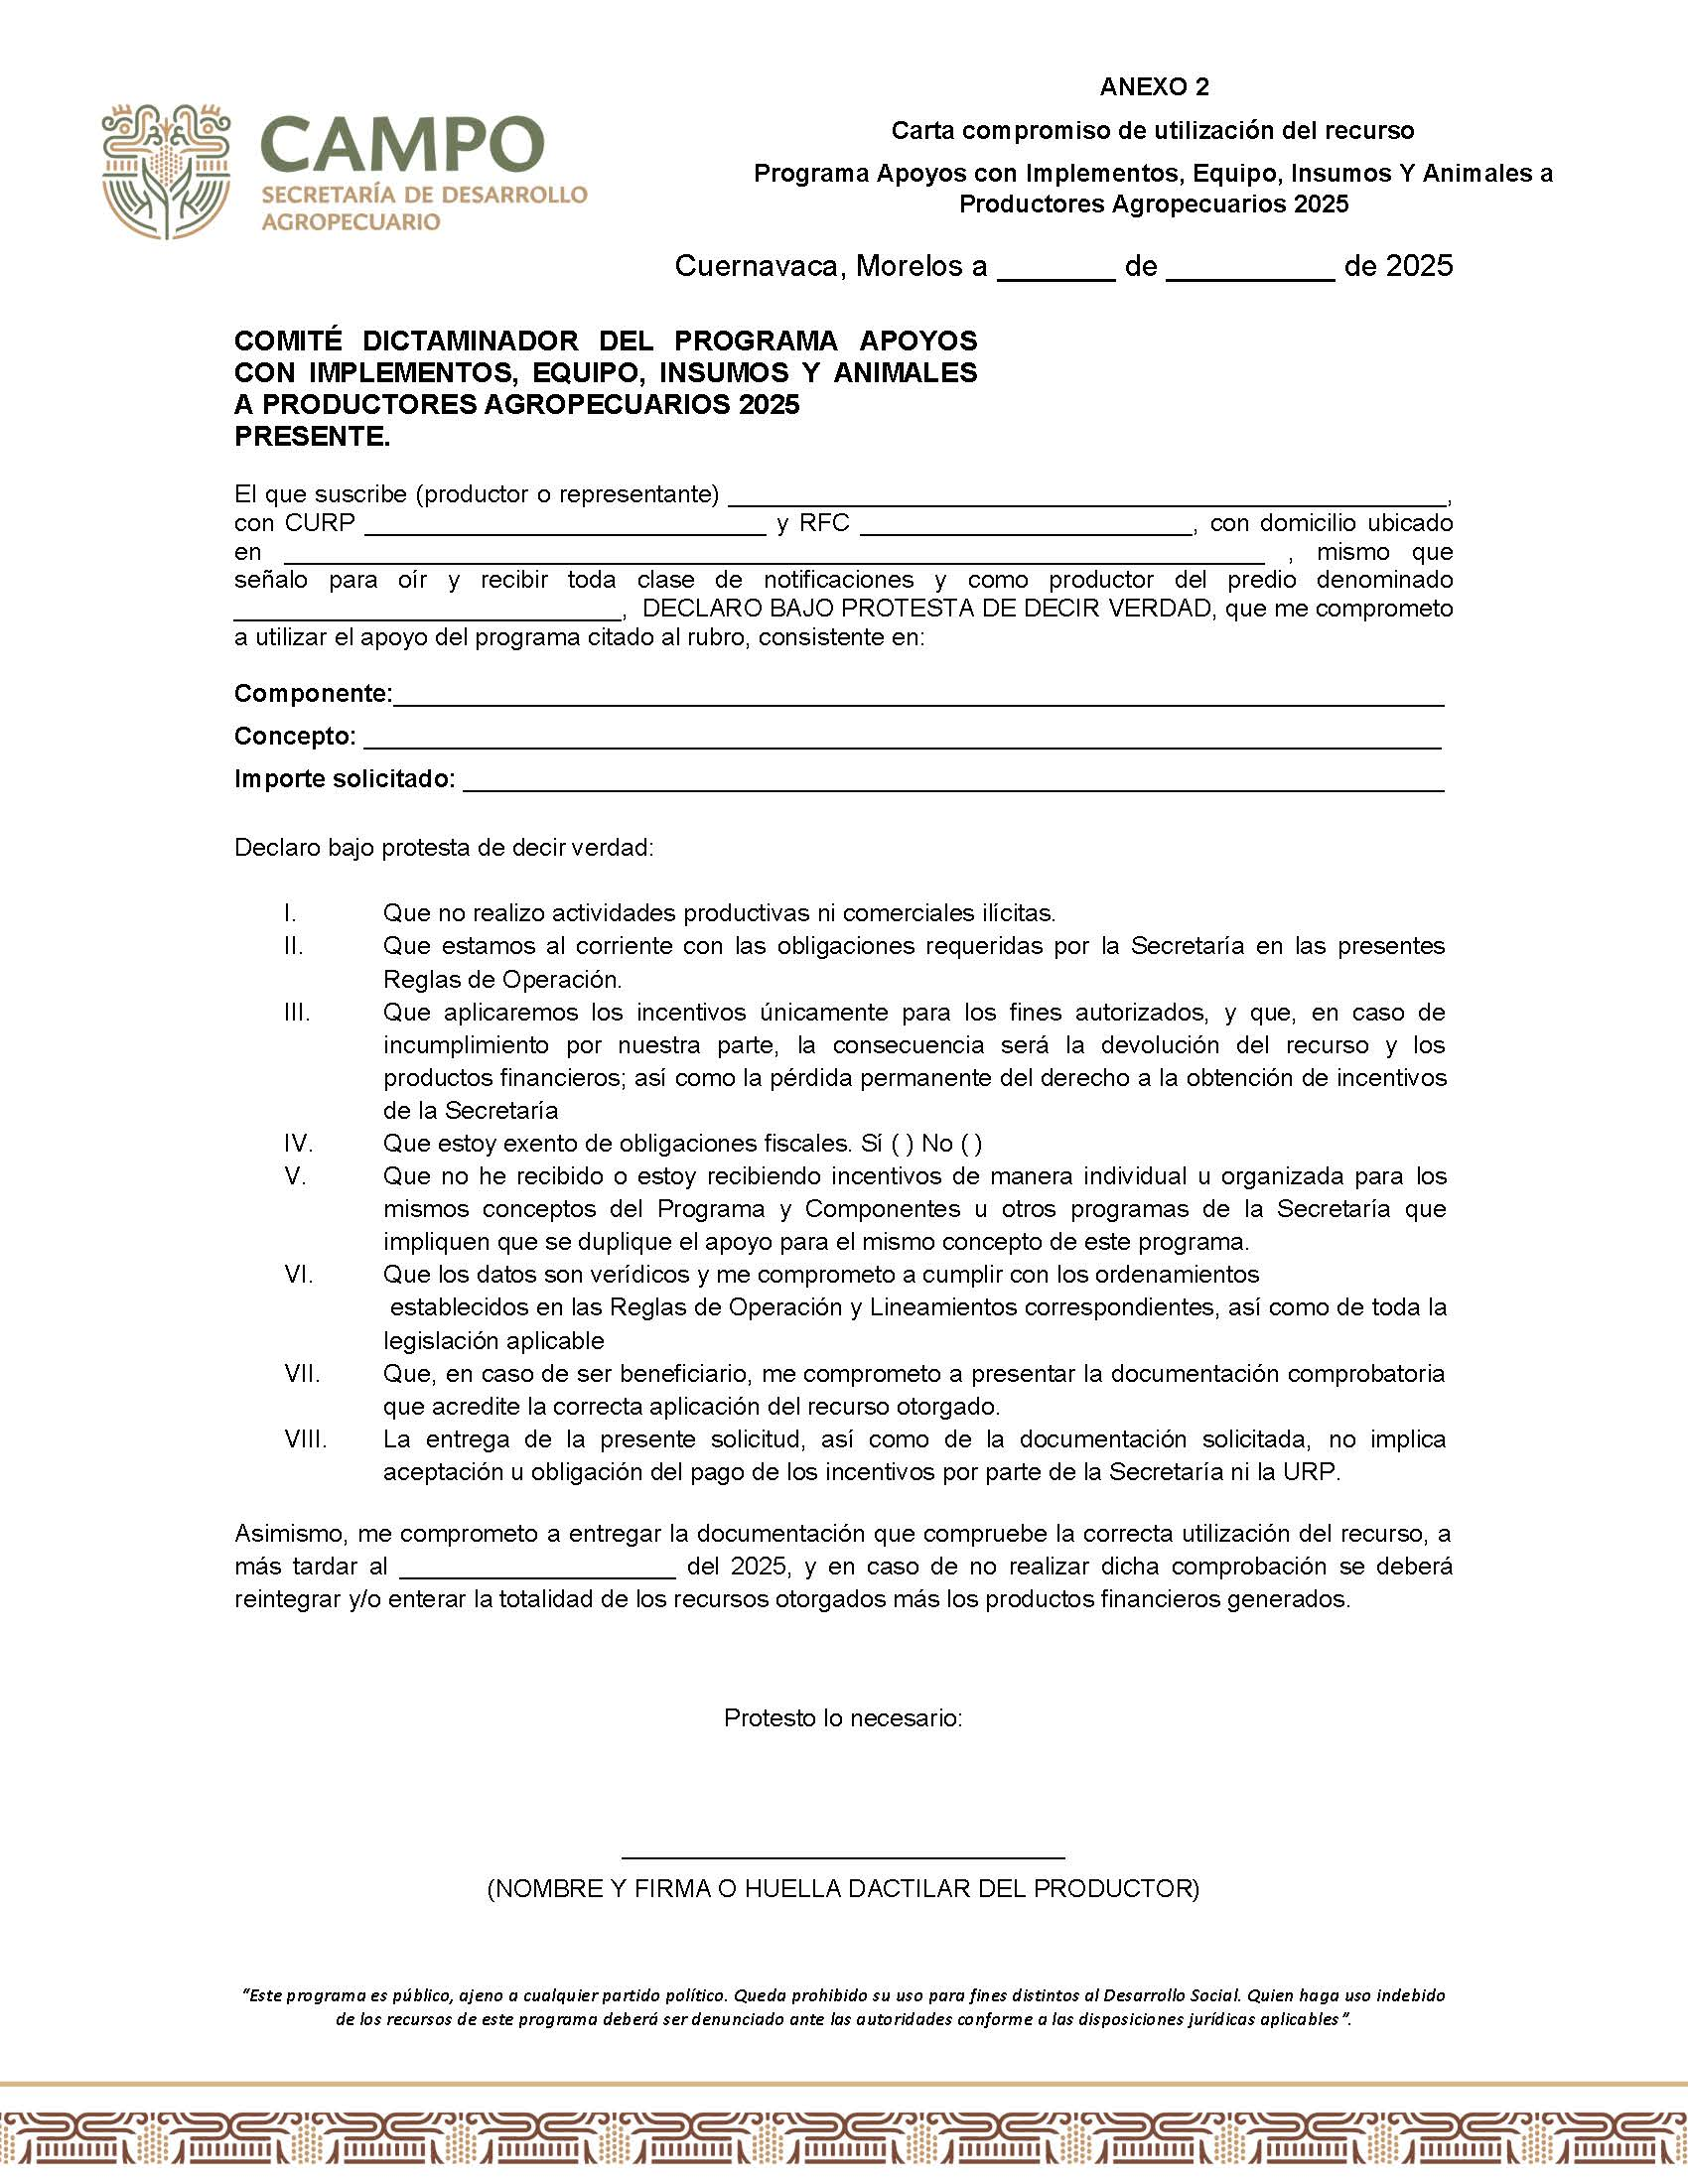 ANEXO 2
Carta compromiso de utilización del recurso
Programa Apoyos con Implementos, Equipo, Insumos Y Animales a
Productores Agropecuarios 2025
CAMPO
SECRETARÍA DE DESARROLLO
AGROPECUARIO
Cuernavaca, Morelos a _______ de __________ de 2025
COMITÉ DICTAMINADOR DEL PROGRAMA APOYOS
CON IMPLEMENTOS, EQUIPO, INSUMOS Y ANIMALES
A PRODUCTORES AGROPECUARIOS 2025
PRESENTE.
El que suscribe (productor o representante) ____________________________________________________,
con CURP _____________________________ y RFC ________________________, con domicilio ubicado
en _______________________________________________________________________ , mismo que
señalo para oír y recibir toda clase de notificaciones y como productor del predio denominado
____________________________, DECLARO BAJO PROTESTA DE DECIR VERDAD, que me comprometo
a utilizar el apoyo del programa citado al rubro, consistente en:
Componente:____________________________________________________________________________
Concepto: ______________________________________________________________________________
Importe solicitado: _______________________________________________________________________
Declaro bajo protesta de decir verdad:
I. Que no realizo actividades productivas ni comerciales ilícitas.
II. Que estamos al corriente con las obligaciones requeridas por la Secretaría en las presentes
Reglas de Operación.
III. Que aplicaremos los incentivos únicamente para los fines autorizados, y que, en caso de
incumplimiento por nuestra parte, la consecuencia será la devolución del recurso y los
productos financieros; así como la pérdida permanente del derecho a la obtención de incentivos
de la Secretaría
IV. Que estoy exento de obligaciones fiscales. Sí ( ) No ( )
V. Que no he recibido o estoy recibiendo incentivos de manera individual u organizada para los
mismos conceptos del Programa y Componentes u otros programas de la Secretaría que
impliquen que se duplique el apoyo para el mismo concepto de este programa.
VI. Que los datos son verídicos y me comprometo a cumplir con los ordenamientos
establecidos en las Reglas de Operación y Lineamientos correspondientes, así como de toda la
legislación aplicable
VII. Que, en caso de ser beneficiario, me comprometo a presentar la documentación comprobatoria
que acredite la correcta aplicación del recurso otorgado.
VIII. La entrega de la presente solicitud, así como de la documentación solicitada, no implica
aceptación u obligación del pago de los incentivos por parte de la Secretaría ni la URP.
Asimismo, me comprometo a entregar la documentación que compruebe la correcta utilización del recurso, a
más tardar al ____________________ del 2025, y en caso de no realizar dicha comprobación se deberá
reintegrar y/o enterar la totalidad de los recursos otorgados más los productos financieros generados.
Protesto lo necesario:
________________________________
(NOMBRE Y FIRMA O HUELLA DACTILAR DEL PRODUCTOR)
“Este programa es público, ajeno a cualquier partido político. Queda prohibido su uso para fines distintos al Desarrollo Social. Quien haga uso indebido
de los recursos de este programa deberá ser denunciado ante las autoridades conforme a las disposiciones jurídicas aplicables”.